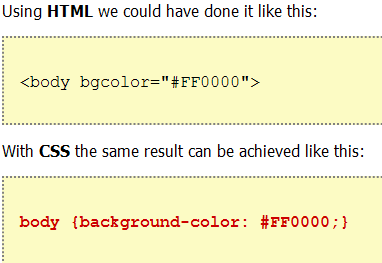 Using HTML we could have done it like this:
<body bgcolor="#FF0000">
With CSS the same result can be achieved like this:
body {background-color: #FF0000;}